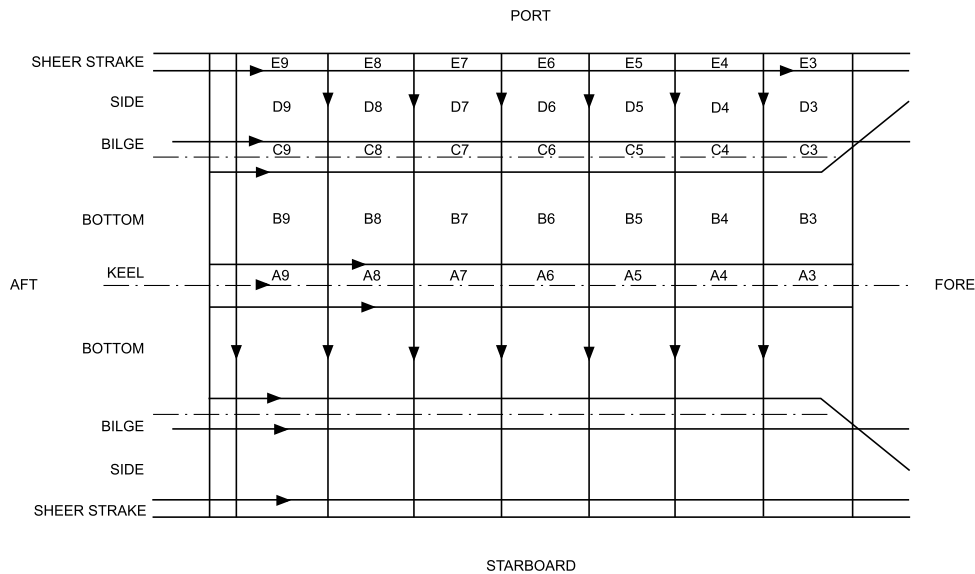 PORT
SHEER STRAKE E9 E8 E7 E6 E5 E4 E3
SIDE D9 D8 D7 D6 D5 D4 D3
BILGE C9 C8 C7 C6 C5 C4 C3
BOTTOM B9 B8 B7 B6 B5 B4 B3
KEEL A9 A8 A7 A6 A5 A4 A3
AFT FORE
BOTTOM
BILGE
SIDE
SHEER STRAKE
STARBOARD